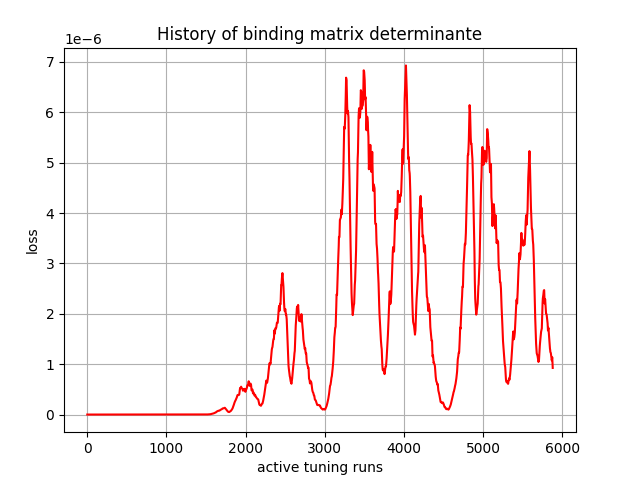 History of binding matrix determinante
1e−6
7
6
5
4
3
2
1
0
loss
0 1000 2000 3000 4000 5000 6000
active tuning runs